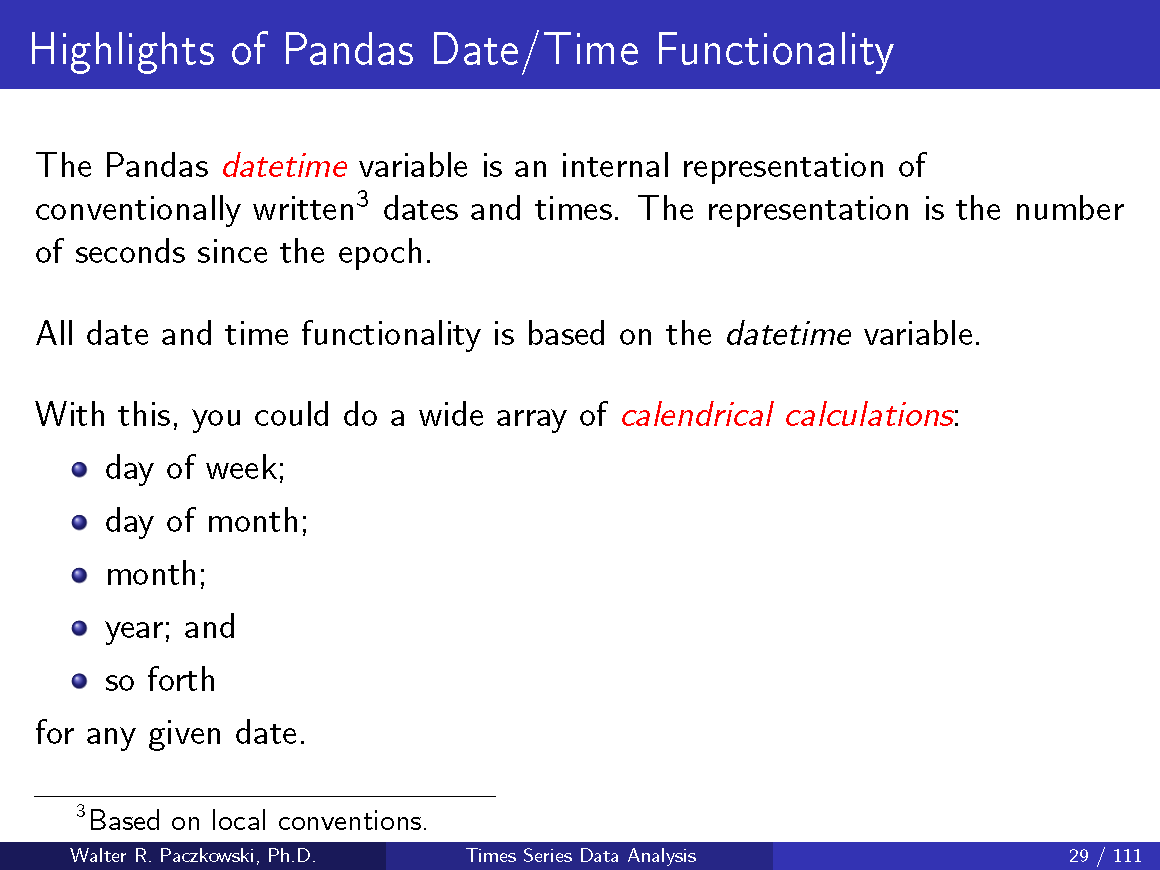 Highlights of Pandas Date/Time Functionality
The Pandas datetime variable is an internal representation of
conventionally written³ dates and times. The representation is the number
of seconds since the epoch.
All date and time functionality is based on the datetime variable.
With this, you could do a wide array of calendrical calculations:
day of week;
day of month;
month;
year; and
so forth
for any given date.
³Based on local conventions.
Walter R. Paczkowski, Ph.D. Times Series Data Analysis 29 / 111